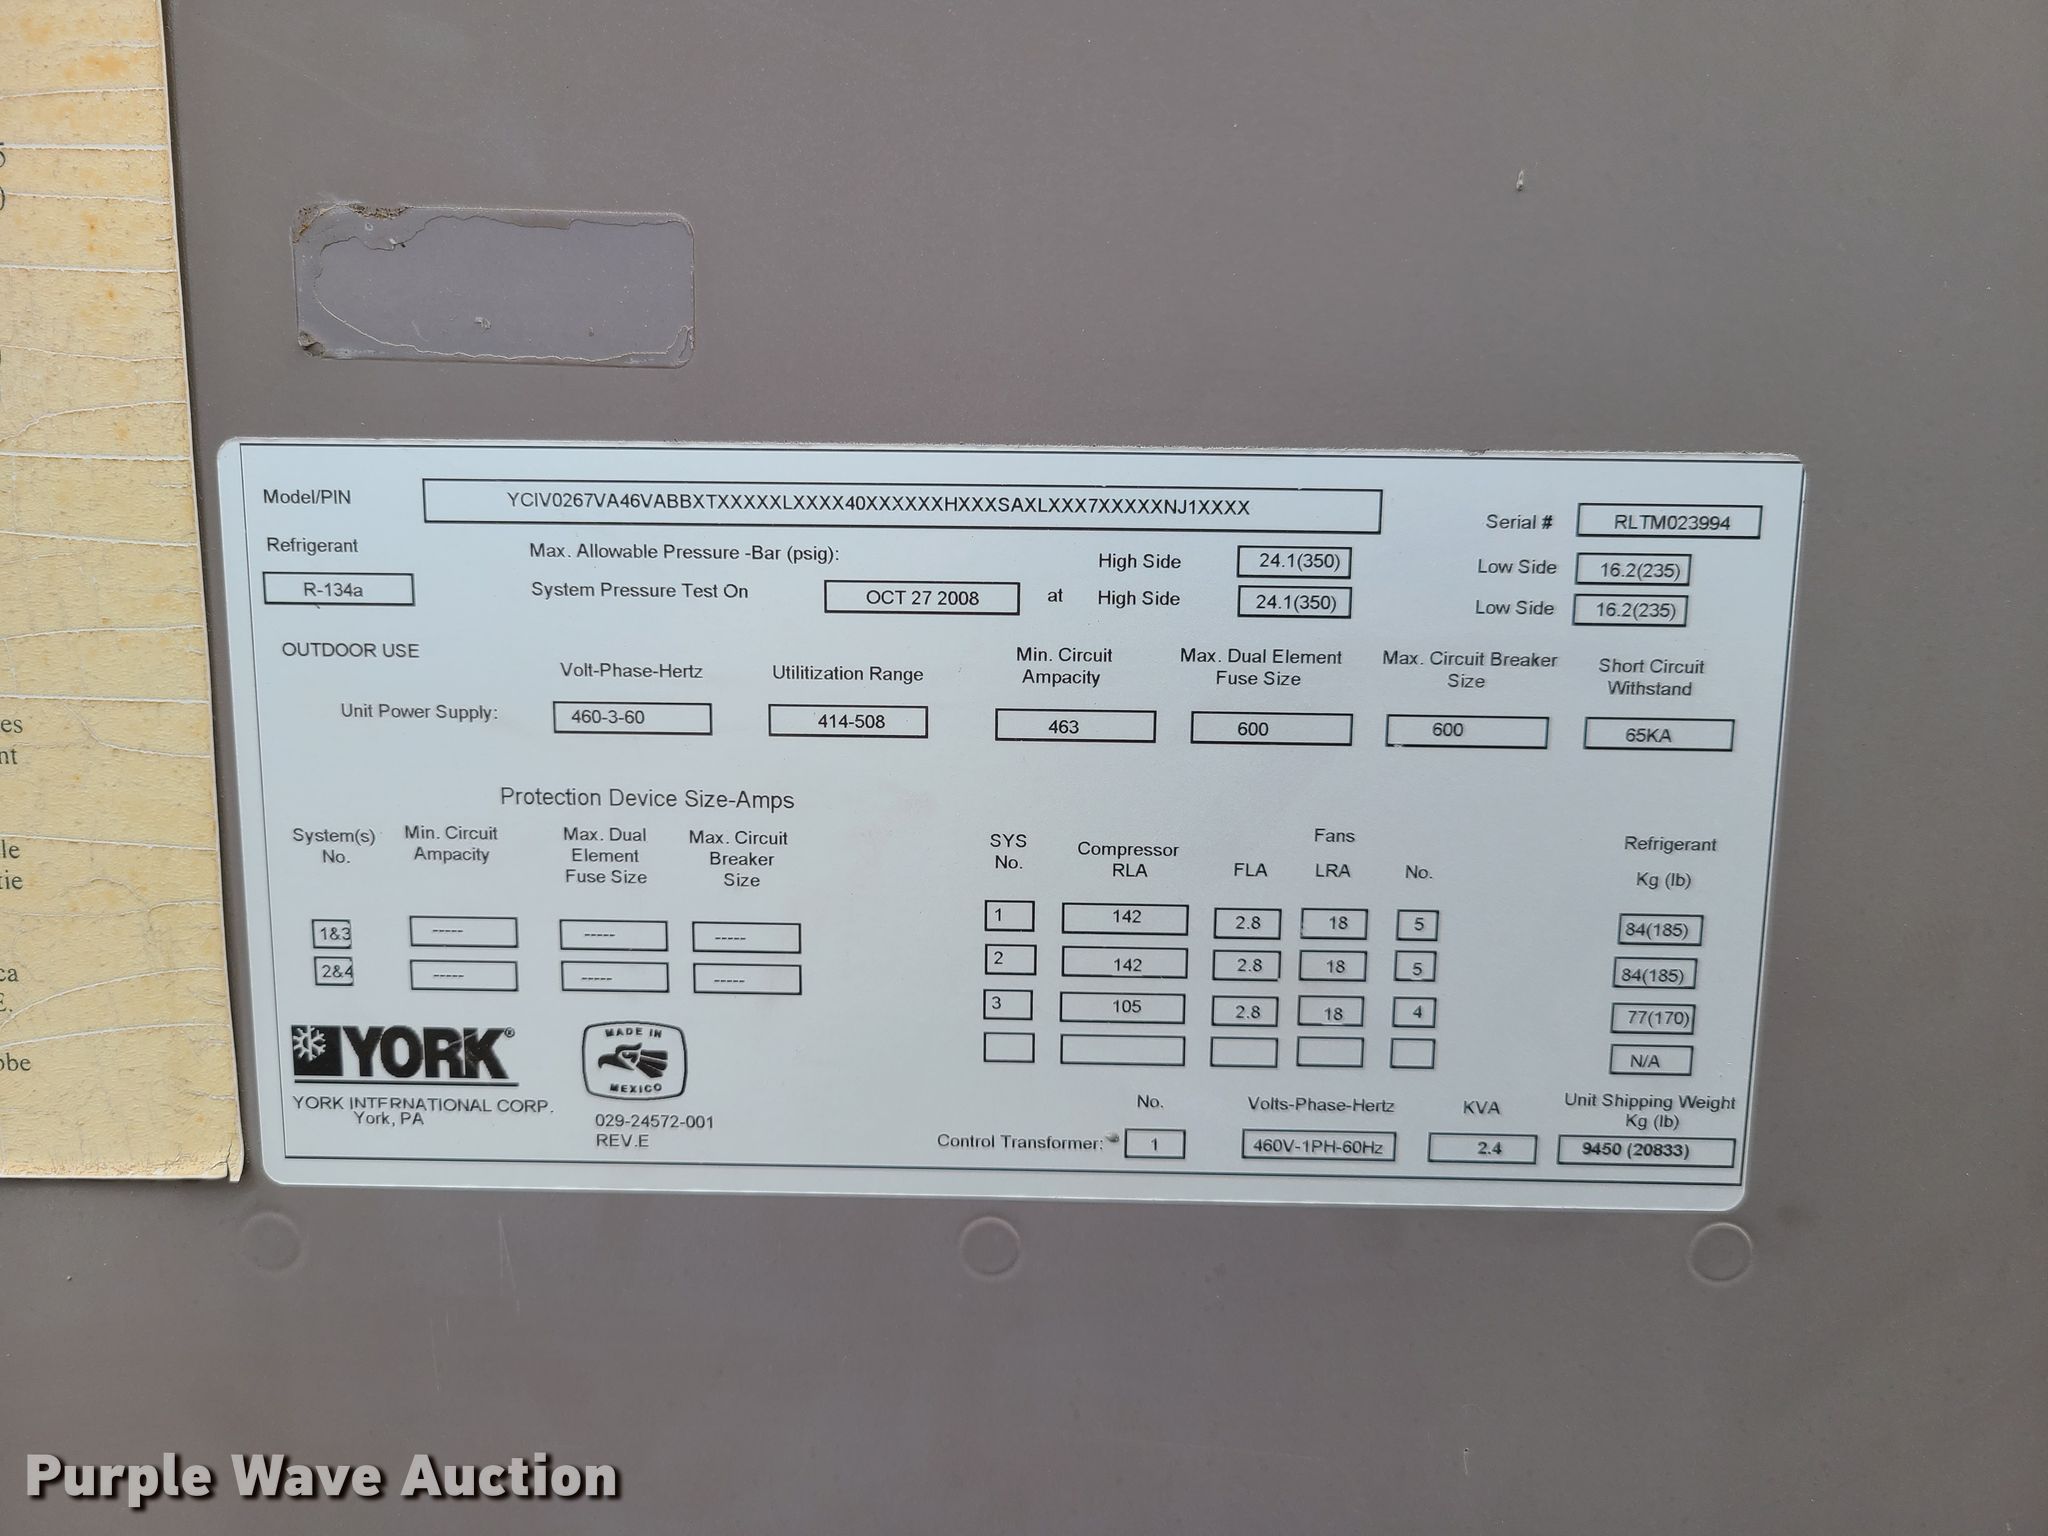 Model/PIN YCIV0267VA46VABBXTXXXXXLXXXX40XXXXXXHXXXSAXLXXX7XXXXXNJ1XXXX Serial # RLTM023994
Refrigerant Max. Allowable Pressure -Bar (psig): High Side 24.1(350) Low Side 16.2(235)
R-134a System Pressure Test On OCT 27 2008 at High Side 24.1(350) Low Side 16.2(235)
OUTDOOR USE
Volt-Phase-Hertz Utilitization Range Min. Circuit Ampacity Max. Dual Element Fuse Size Max. Circuit Breaker Size Short Circuit Withstand
Unit Power Supply: 460-3-60 414-508 463 600 600 65KA
Protection Device Size-Amps
System(s) No. Min. Circuit Ampacity Max. Dual Element Fuse Size Max. Circuit Breaker Size
1&3 ----- ----- -----
2&4 ----- ----- -----
Fans
SYS No. Compressor RLA FLA LRA No. Refrigerant Kg (lb)
1 142 2.8 18 5 84(185)
2 142 2.8 18 5 84(185)
3 105 2.8 18 4 77(170)
N/A
YORK®
YORK INTERNATIONAL CORP.
York, PA
MADE IN
MEXICO
029-24572-001
REV.E
No. Volts-Phase-Hertz KVA Unit Shipping Weight Kg (lb)
Control Transformer: 1 460V-1PH-60Hz 2.4 9450 (20833)
Purple Wave Auction